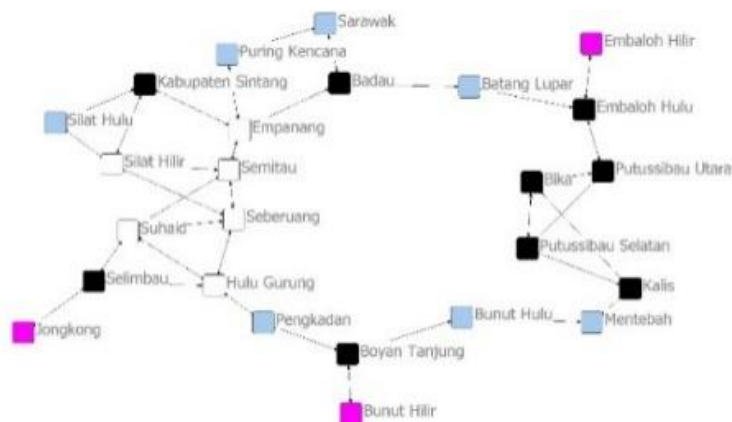 Sarawak
Puring Kencana
Embaloh Hilir
Kabupaten Sintang
Badau
Batang Lupar
Embaloh Hulu
Silat Hulu
Empanang
Silat Hilir
Semitau
Putussibau Utara
Bika
Suhaid
Seberuang
Putussibau Selatan
Selimbau
Hulu Gurung
Kalis
Jongkong
Pengkadan
Bunut Hulu
Mentebah
Boyan Tanjung
Bunut Hilir